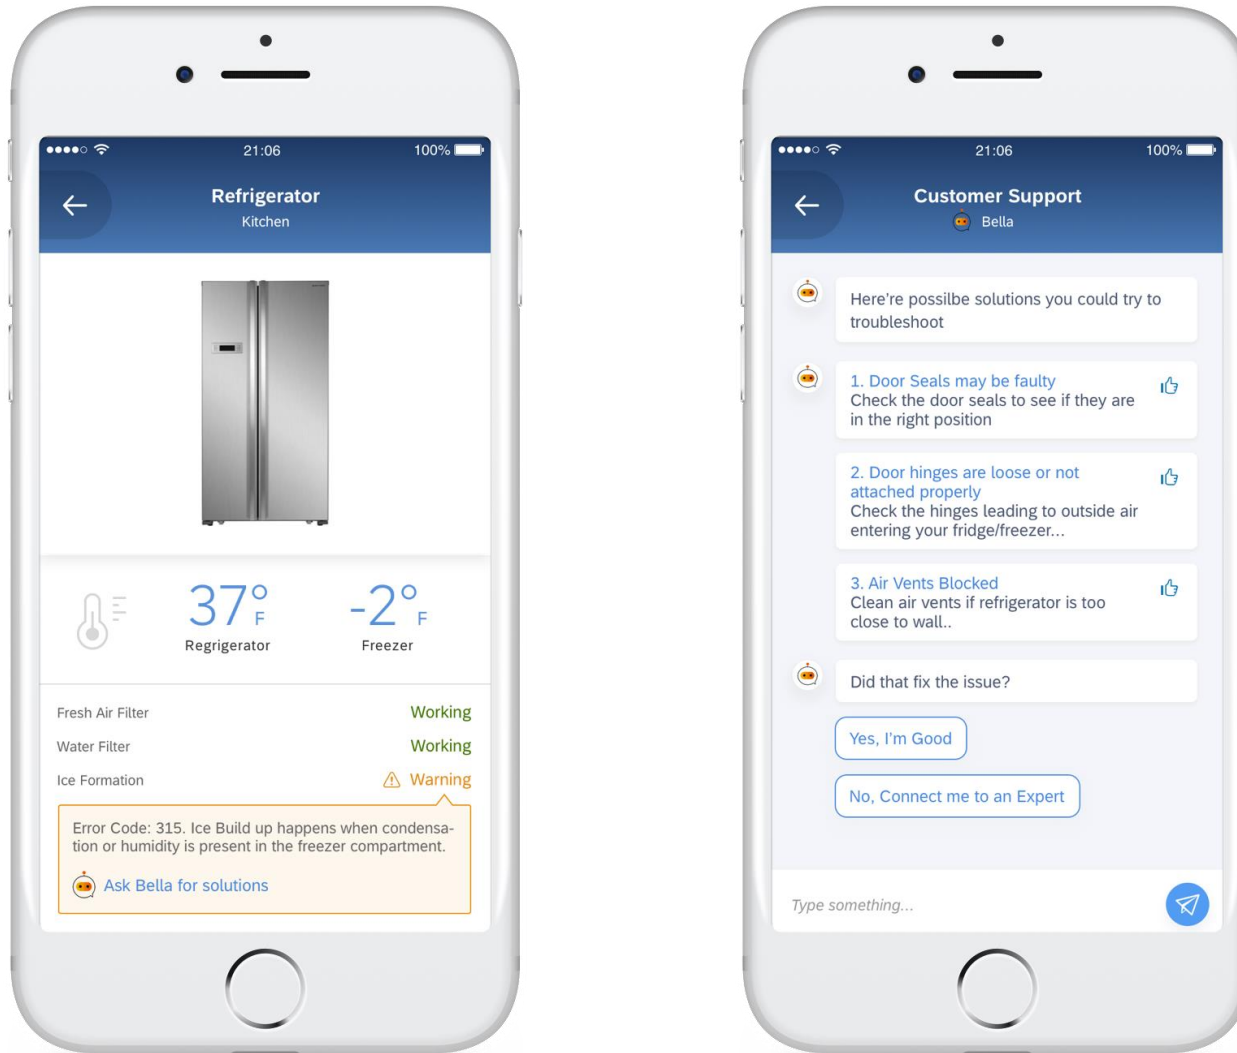 21:06
100%
Refrigerator
Kitchen
37°F
-2°F
Regrigerator
Freezer
Fresh Air Filter
Working
Water Filter
Working
Ice Formation
Warning
Error Code: 315. Ice Build up happens when condensa-
tion or humidity is present in the freezer compartment.
Ask Bella for solutions
21:06
100%
Customer Support
Bella
Here're possilbe solutions you could try to
troubleshoot
1. Door Seals may be faulty
Check the door seals to see if they are
in the right position
2. Door hinges are loose or not
attached properly
Check the hinges leading to outside air
entering your fridge/freezer...
3. Air Vents Blocked
Clean air vents if refrigerator is too
close to wall..
Did that fix the issue?
Yes, I'm Good
No, Connect me to an Expert
Type something...